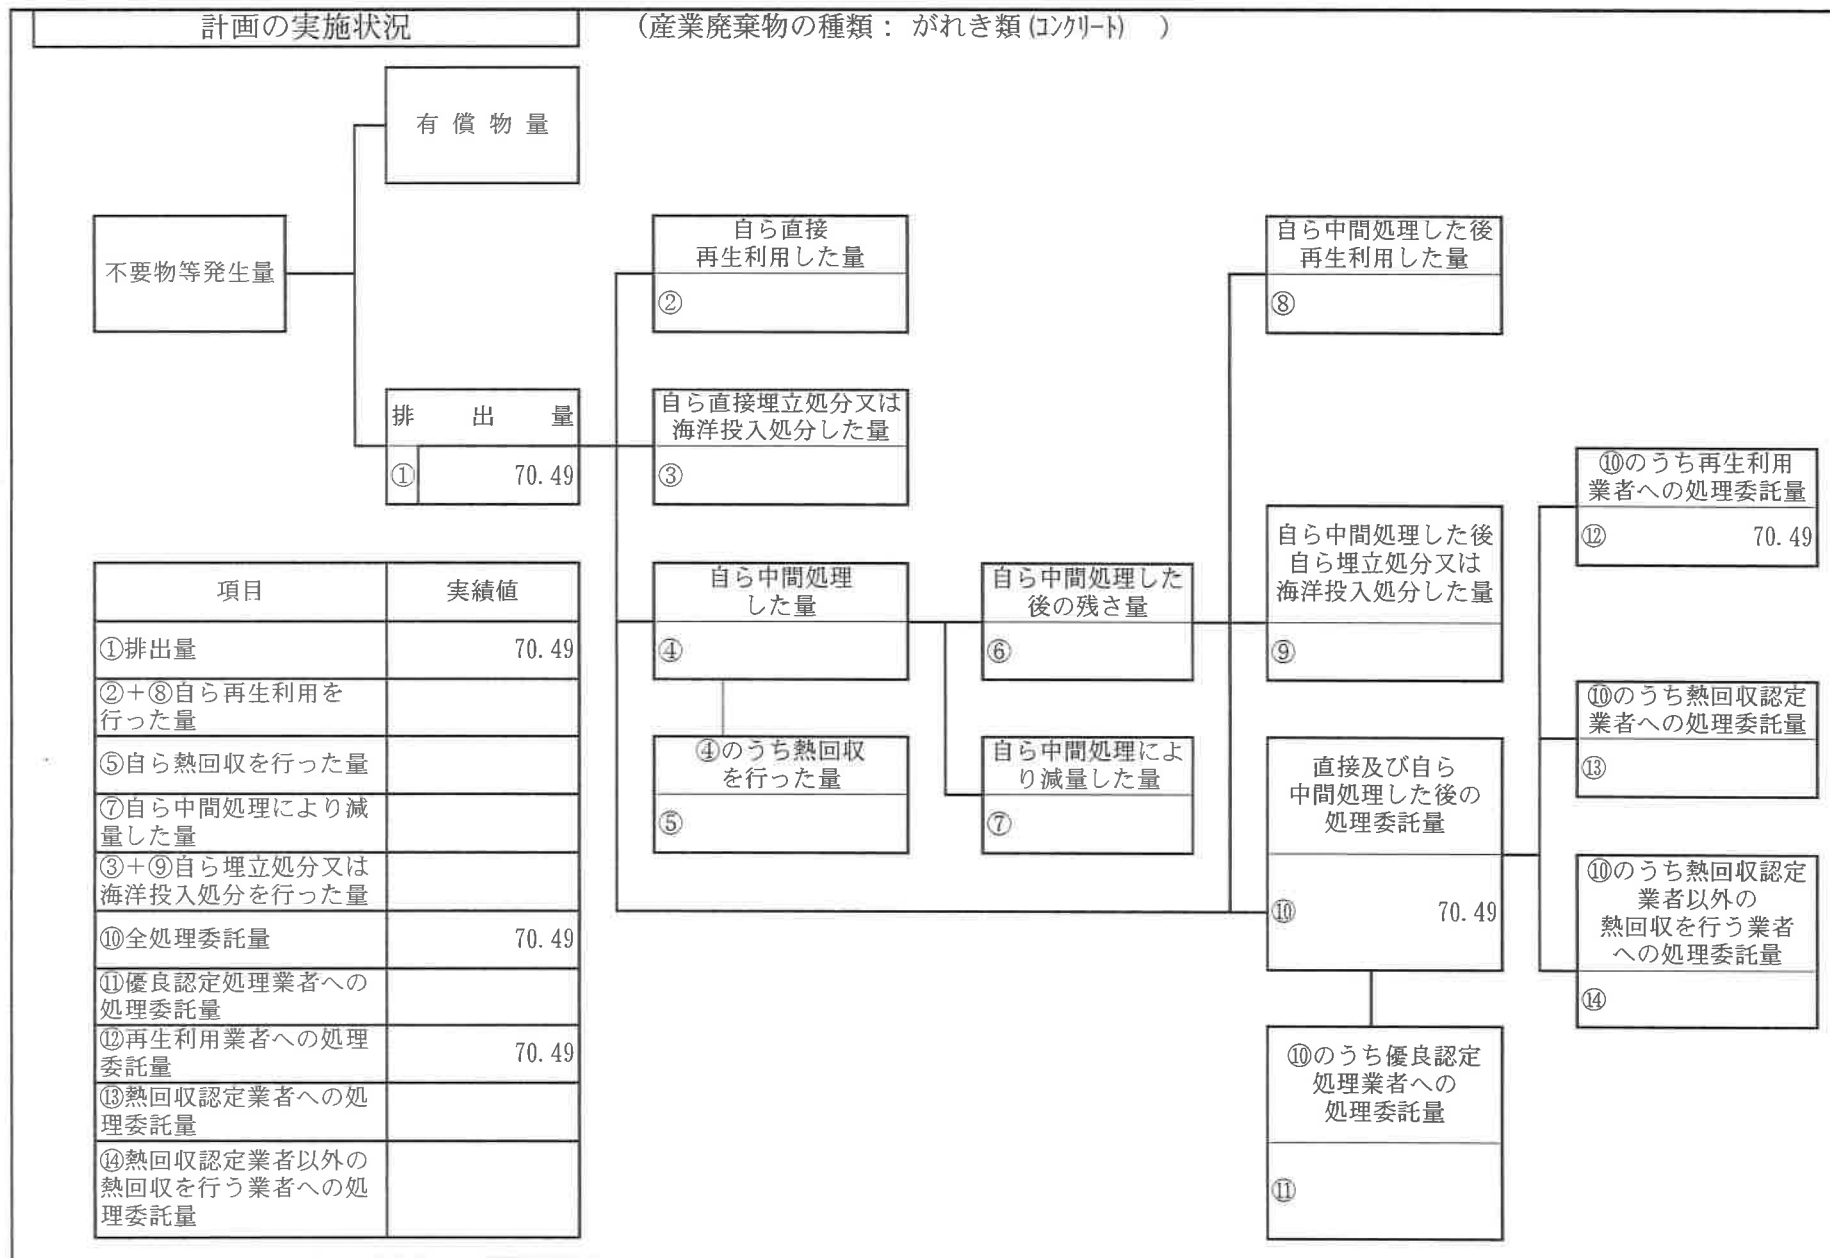 計画の実施状況
（産業廃棄物の種類： がれき類 (ｺﾝｸﾘｰﾄ) ）
有 償 物 量
不要物等発生量
排 出 量
① 70.49
自ら直接
再生利用した量
②
自ら直接埋立処分又は
海洋投入処分した量
③
自ら中間処理
した量
④
④のうち熱回収
を行った量
⑤
自ら中間処理した
後の残さ量
⑥
自ら中間処理によ
り減量した量
⑦
自ら中間処理した後
再生利用した量
⑧
自ら中間処理した後
自ら埋立処分又は
海洋投入処分した量
⑨
直接及び自ら
中間処理した後の
処理委託量
⑩ 70.49
⑩のうち優良認定
処理業者への
処理委託量
⑪
⑩のうち再生利用
業者への処理委託量
⑫ 70.49
⑩のうち熱回収認定
業者への処理委託量
⑬
⑩のうち熱回収認定
業者以外の
熱回収を行う業者
への処理委託量
⑭
項目 実績値
①排出量 70.49
②＋⑧自ら再生利用を
行った量
⑤自ら熱回収を行った量
⑦自ら中間処理により減
量した量
③＋⑨自ら埋立処分又は
海洋投入処分を行った量
⑩全処理委託量 70.49
⑪優良認定処理業者への
処理委託量
⑫再生利用業者への処理
委託量 70.49
⑬熱回収認定業者への処
理委託量
⑭熱回収認定業者以外の
熱回収を行う業者への処
理委託量